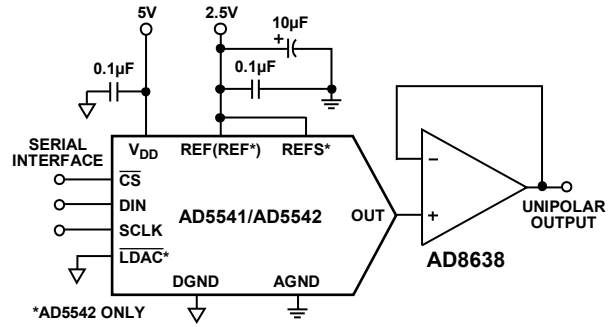 5V
2.5V
10µF
+
0.1µF
0.1µF
SERIAL
INTERFACE
VDD
REF(REF*)
REFS*
CS
DIN
SCLK
LDAC*
AD5541/AD5542
OUT
DGND
AGND
−
+
UNIPOLAR
OUTPUT
AD8638
*AD5542 ONLY